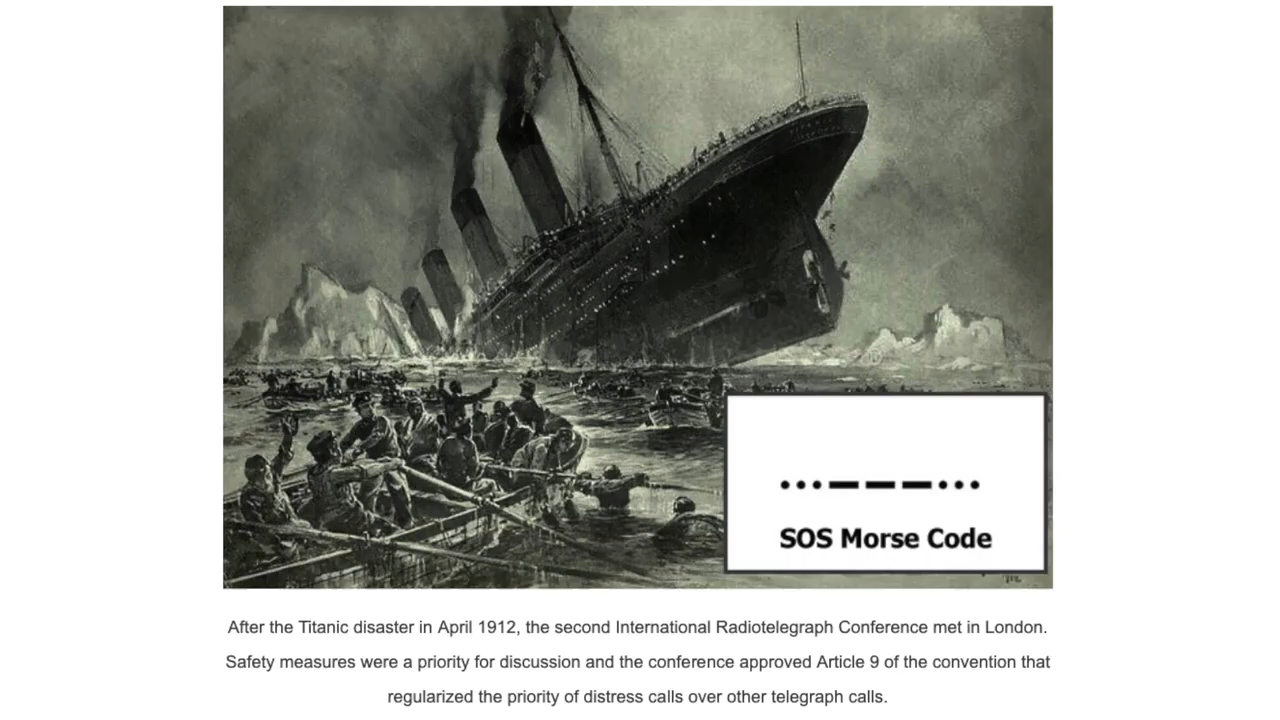 ...---...
SOS Morse Code
After the Titanic disaster in April 1912, the second International Radiotelegraph Conference met in London.
Safety measures were a priority for discussion and the conference approved Article 9 of the convention that
regularized the priority of distress calls over other telegraph calls.